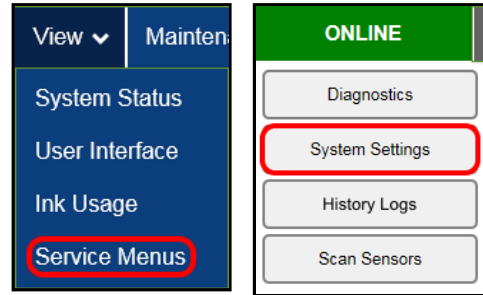 View Mainten
System Status
User Interface
Ink Usage
Service Menus
ONLINE
Diagnostics
System Settings
History Logs
Scan Sensors